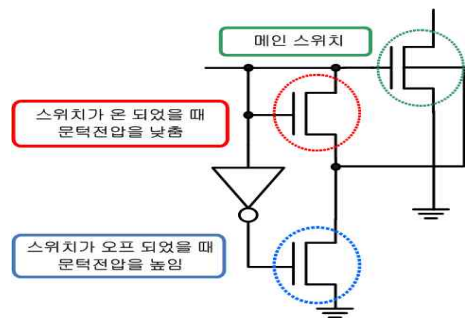 메인 스위치
스위치가 온 되었을 때
문턱전압을 낮춤
스위치가 오프 되었을 때
문턱전압을 높임